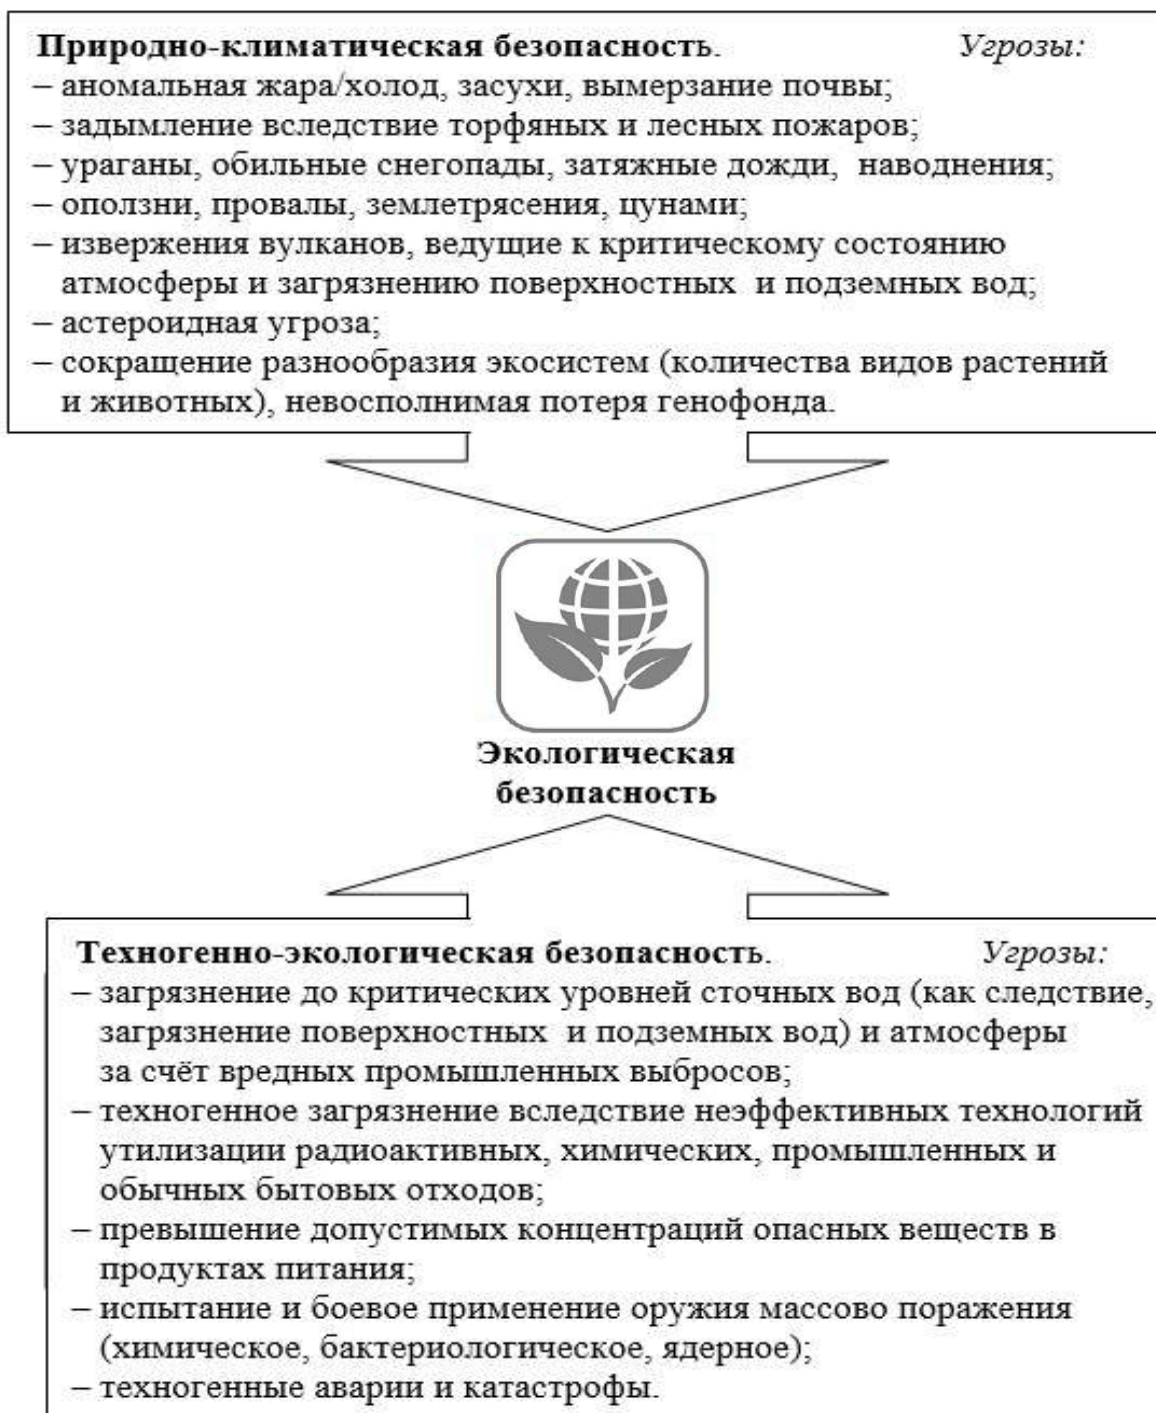 Природно-климатическая безопасность. Угрозы:
– аномальная жара/холод, засухи, вымерзание почвы;
– задымление вследствие торфяных и лесных пожаров;
– ураганы, обильные снегопады, затяжные дожди, наводнения;
– оползни, провалы, землетрясения, цунами;
– извержения вулканов, ведущие к критическому состоянию
атмосферы и загрязнению поверхностных и подземных вод;
– астероидная угроза;
– сокращение разнообразия экосистем (количества видов растений
и животных), невосполнимая потеря генофонда.
Экологическая
безопасность
Техногенно-экологическая безопасность. Угрозы:
– загрязнение до критических уровней сточных вод (как следствие,
загрязнение поверхностных и подземных вод) и атмосферы
за счёт вредных промышленных выбросов;
– техногенное загрязнение вследствие неэффективных технологий
утилизации радиоактивных, химических, промышленных и
обычных бытовых отходов;
– превышение допустимых концентраций опасных веществ в
продуктах питания;
– испытание и боевое применение оружия массово поражения
(химическое, бактериологическое, ядерное);
– техногенные аварии и катастрофы.